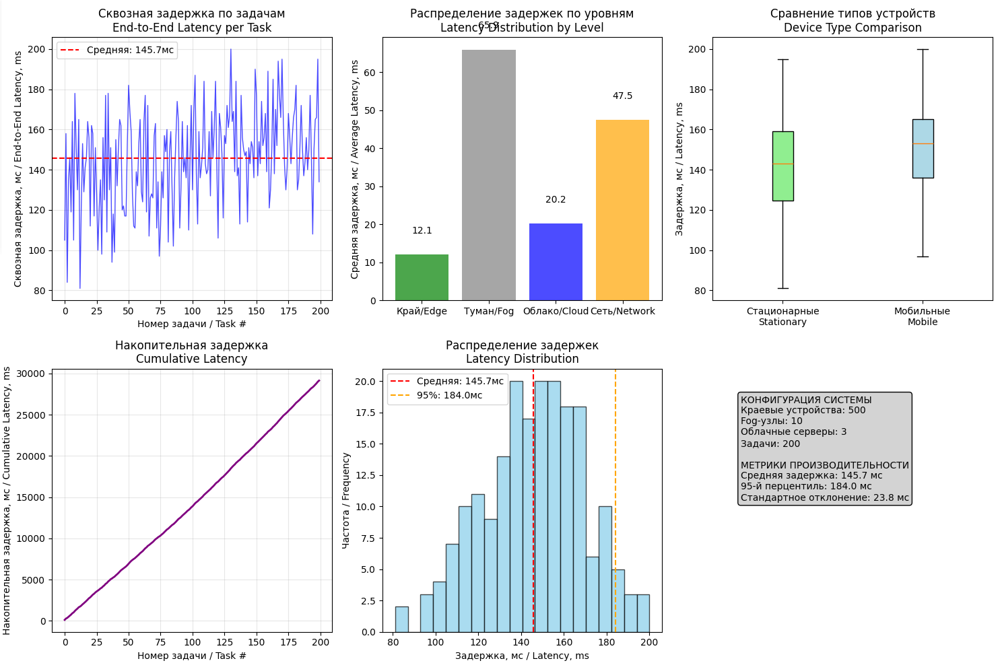 Сквозная задержка по задачам
End-to-End Latency per Task
Сквозная задержка, мс / End-to-End Latency, ms
200
180
160
140
120
100
80
Средняя: 145.7мс
0 25 50 75 100 125 150 175 200
Номер задачи / Task #
Распределение задержек по уровням
Latency Distribution by Level
Средняя задержка, мс / Average Latency, ms
60
50
40
30
20
10
0
12.1
65.9
20.2
47.5
Край/Edge Туман/Fog Облако/Cloud Сеть/Network
Сравнение типов устройств
Device Type Comparison
Задержка, мс / Latency, ms
200
180
160
140
120
100
80
Стационарные
Stationary
Мобильные
Mobile
Накопительная задержка
Cumulative Latency
Накопительная задержка, мс / Cumulative Latency, ms
30000
25000
20000
15000
10000
5000
0
0 25 50 75 100 125 150 175 200
Номер задачи / Task #
Распределение задержек
Latency Distribution
Частота / Frequency
20.0
17.5
15.0
12.5
10.0
7.5
5.0
2.5
0.0
Средняя: 145.7мс
95%: 184.0мс
80 100 120 140 160 180 200
Задержка, мс / Latency, ms
КОНФИГУРАЦИЯ СИСТЕМЫ
Краевые устройства: 500
Fog-узлы: 10
Облачные серверы: 3
Задачи: 200
МЕТРИКИ ПРОИЗВОДИТЕЛЬНОСТИ
Средняя задержка: 145.7 мс
95-й перцентиль: 184.0 мс
Стандартное отклонение: 23.8 мс